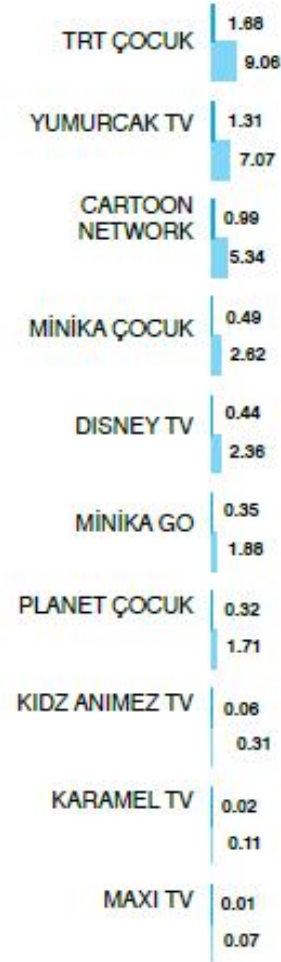 TRT ÇOCUK
1.68
9.06
YUMURCAK TV
1.31
7.07
CARTOON
NETWORK
0.99
5.34
MİNİKA ÇOCUK
0.49
2.62
DISNEY TV
0.44
2.36
MİNİKA GO
0.35
1.88
PLANET ÇOCUK
0.32
1.71
KIDZ ANIMEZ TV
0.06
0.31
KARAMEL TV
0.02
0.11
MAXI TV
0.01
0.07